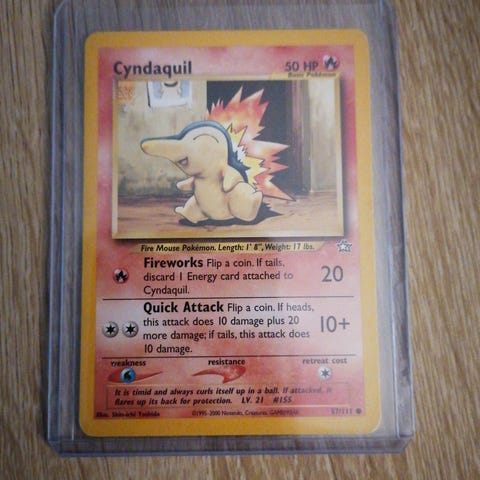 Cyndaquil 50 HP
Basic Pokémon
Fire Mouse Pokémon. Length: 1' 8", Weight: 17 lbs.
Fireworks Flip a coin. If tails,
discard 1 Energy card attached to
Cyndaquil.
20
Quick Attack Flip a coin. If heads,
this attack does 10 damage plus 20
more damage; if tails, this attack does
10 damage.
10+
weakness resistance retreat cost
It is timid and always curls itself up in a ball. If attacked, it
flares up its back for protection. LV. 21 #155
Illus. Shin-ichi Yoshida ©1995-2000 Nintendo, Creatures, GAMEFREAK. 57/111